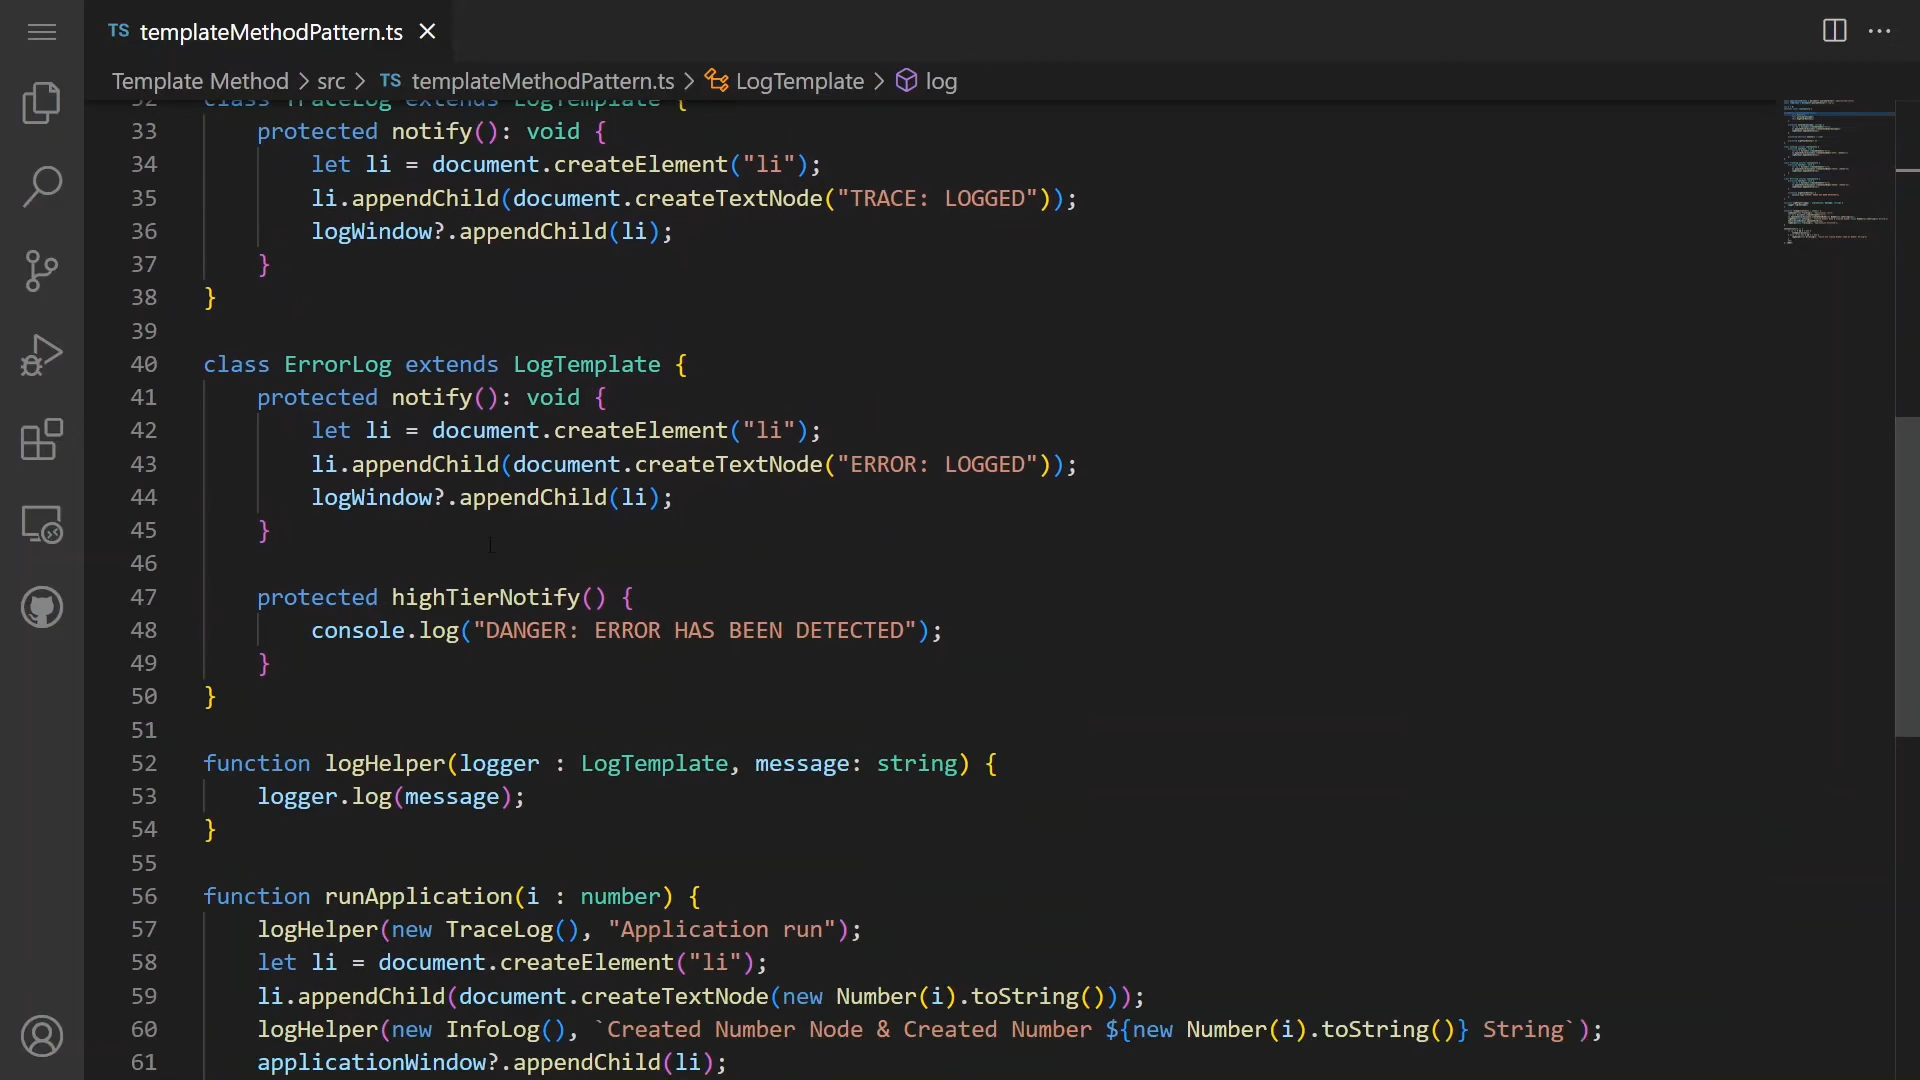 TS templateMethodPattern.ts
Template Method > src > TS templateMethodPattern.ts > LogTemplate > log
32 class TraceLog extends LogTemplate {
33 protected notify(): void {
34 let li = document.createElement("li");
35 li.appendChild(document.createTextNode("TRACE: LOGGED"));
36 logWindow?.appendChild(li);
37 }
38 }
39
40 class ErrorLog extends LogTemplate {
41 protected notify(): void {
42 let li = document.createElement("li");
43 li.appendChild(document.createTextNode("ERROR: LOGGED"));
44 logWindow?.appendChild(li);
45 }
46
47 protected highTierNotify() {
48 console.log("DANGER: ERROR HAS BEEN DETECTED");
49 }
50 }
51
52 function logHelper(logger : LogTemplate, message: string) {
53 logger.log(message);
54 }
55
56 function runApplication(i : number) {
57 logHelper(new TraceLog(), "Application run");
58 let li = document.createElement("li");
59 li.appendChild(document.createTextNode(new Number(i).toString()));
60 logHelper(new InfoLog(), `Created Number Node & Created Number ${new Number(i).toString()} String`);
61 applicationWindow?.appendChild(li);